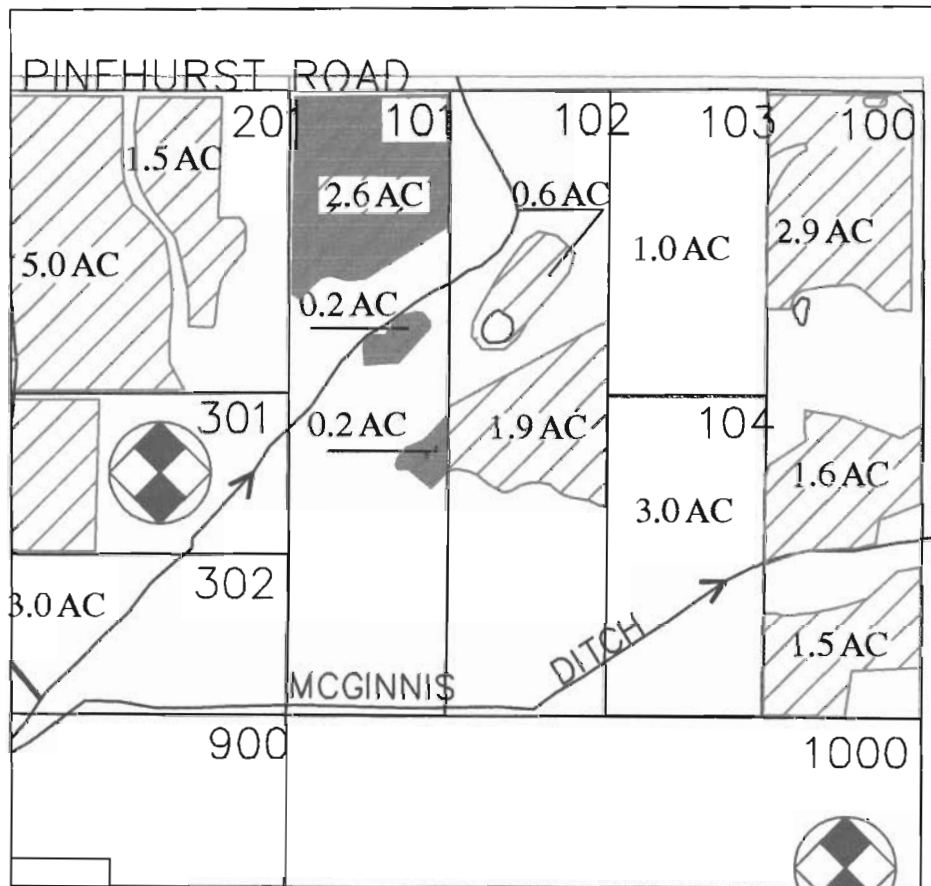 PINEHURST ROAD
201
101
102
103
100
1.5 AC
2.6 AC
0.6 AC
5.0 AC
1.0 AC
2.9 AC
0.2 AC
301
0.2 AC
1.9 AC
104
1.6 AC
3.0 AC
302
3.0 AC
DITCH
1.5 AC
MCGINNIS
900
1000